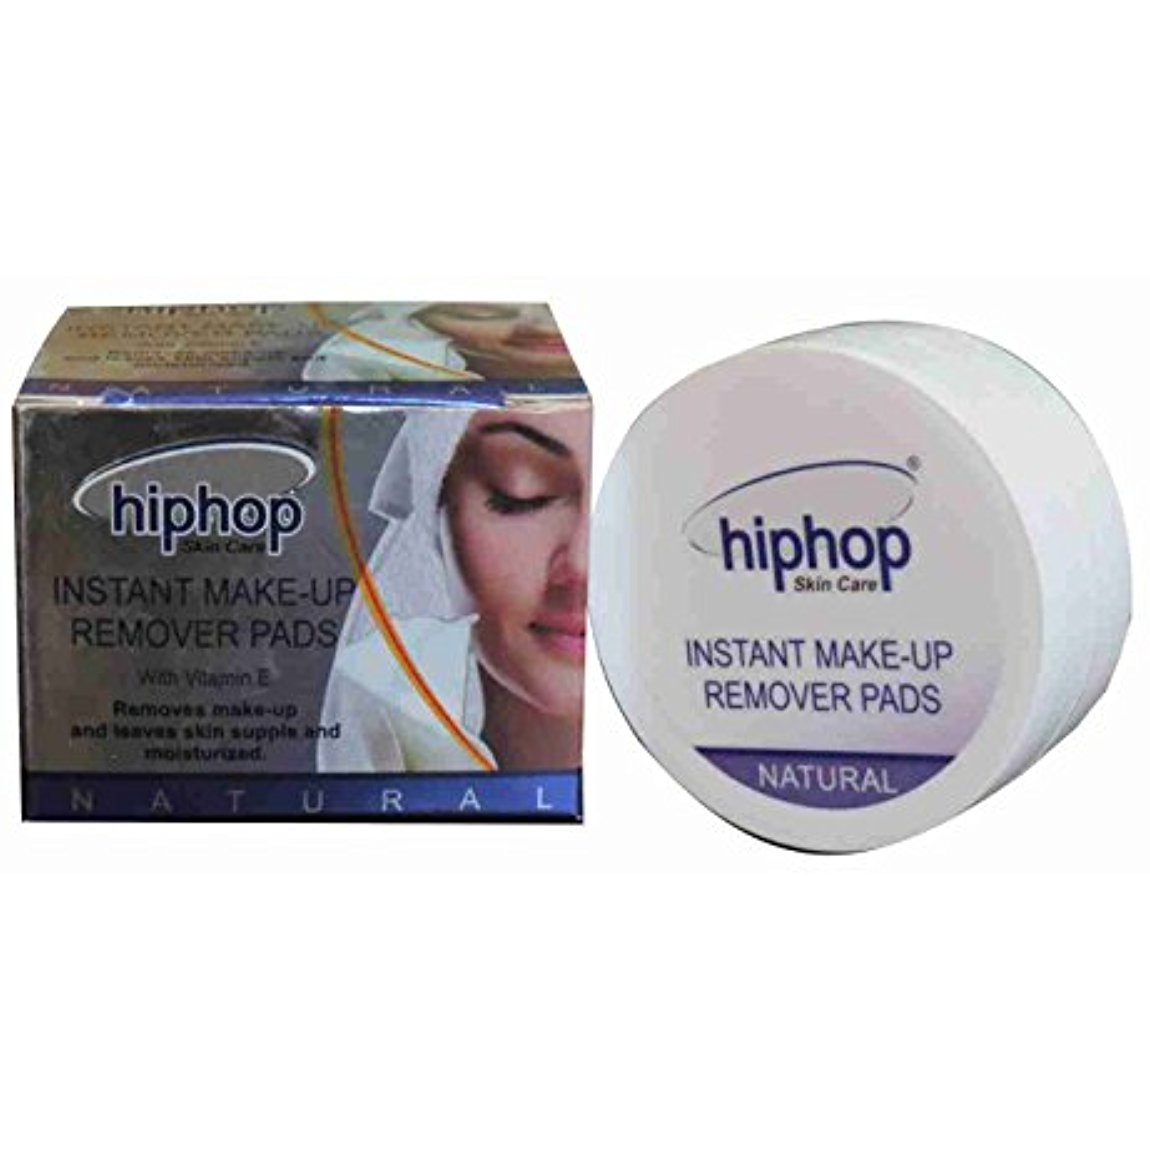 NATURAL
hiphop
Skin Care
INSTANT MAKE-UP
REMOVER PADS
With Vitamin E
Removes make-up
and leaves skin supple and
moisturized.
NATURAL
hiphop®
Skin Care
INSTANT MAKE-UP
REMOVER PADS
NATURAL